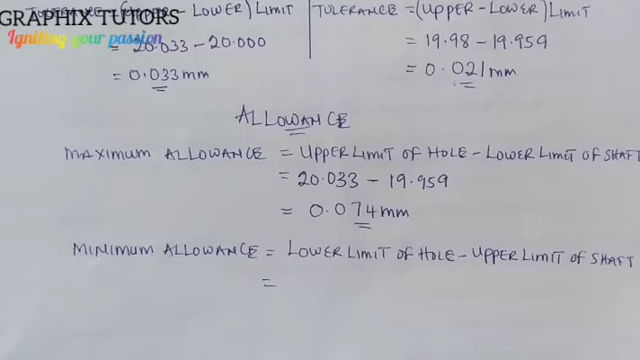 GRAPHIX TUTORS
Igniting your passion
LOWER) LIMIT
= 20.033 - 20.000
= 0.033mm
TOLERANCE = (UPPER - LOWER) LIMIT
= 19.98 - 19.959
= 0.021mm
ALLOWANCE
MAXIMUM ALLOWANCE = UPPER LIMIT OF HOLE - LOWER LIMIT OF SHAFT
= 20.033 - 19.959
= 0.074mm
MINIMUM ALLOWANCE = LOWER LIMIT OF HOLE - UPPER LIMIT OF SHAFT
=